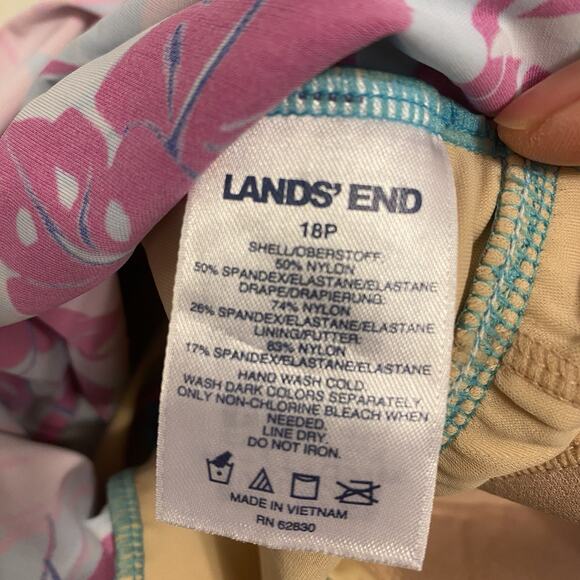 LANDS' END
18P
SHELL/OBERSTOFF:
50% NYLON
50% SPANDEX/ELASTANE/ELASTANE
DRAPE/DRAPIERUNG:
74% NYLON
26% SPANDEX/ELASTANE/ELASTANE
LINING/FUTTER:
83% NYLON
17% SPANDEX/ELASTANE/ELASTANE
HAND WASH COLD.
WASH DARK COLORS SEPARATELY.
ONLY NON-CHLORINE BLEACH WHEN
NEEDED.
LINE DRY.
DO NOT IRON.
MADE IN VIETNAM
RN 62830